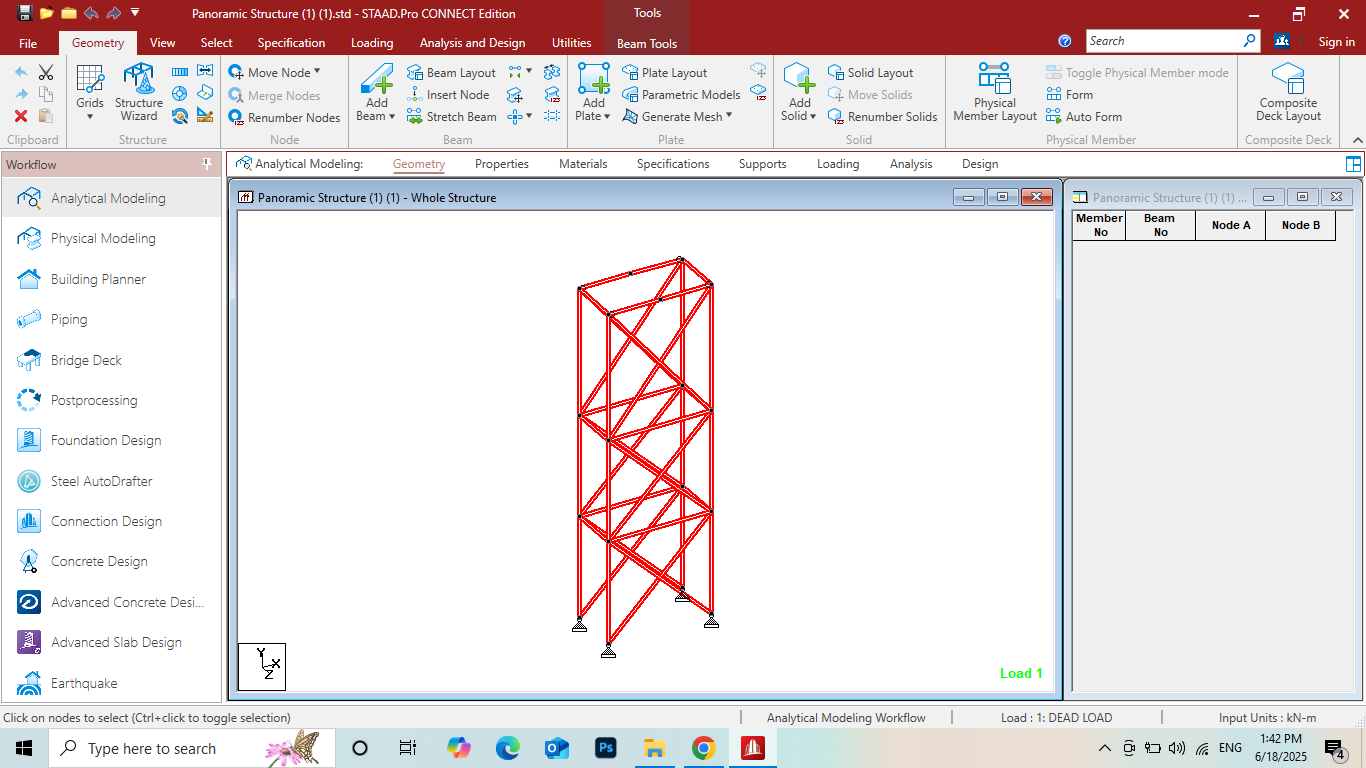 Panoramic Structure (1) (1).std - STAAD.Pro CONNECT Edition
Tools
File
Geometry
View
Select
Specification
Loading
Analysis and Design
Utilities
Beam Tools
Search
Sign in
Grids
Structure
Wizard
Move Node
Merge Nodes
Renumber Nodes
Add
Beam
Beam Layout
Insert Node
Stretch Beam
Add
Plate
Plate Layout
Parametric Models
Generate Mesh
Add
Solid
Solid Layout
Move Solids
Renumber Solids
Physical
Member Layout
Toggle Physical Member mode
Form
Auto Form
Composite
Deck Layout
Clipboard
Structure
Node
Beam
Plate
Solid
Physical Member
Composite Deck
Workflow
Analytical Modeling:
Geometry
Properties
Materials
Specifications
Supports
Loading
Analysis
Design
Analytical Modeling
Physical Modeling
Building Planner
Piping
Bridge Deck
Postprocessing
Foundation Design
Steel AutoDrafter
Connection Design
Concrete Design
Advanced Concrete Desi...
Advanced Slab Design
Earthquake
Panoramic Structure (1) (1) - Whole Structure
Y
X
Z
Load 1
Panoramic Structure (1) (1) ...
Member
No
Beam
No
Node A
Node B
Click on nodes to select (Ctrl+click to toggle selection)
Analytical Modeling Workflow
Load : 1: DEAD LOAD
Input Units : kN-m
Type here to search
Ps
ENG
1:42 PM
6/18/2025
4